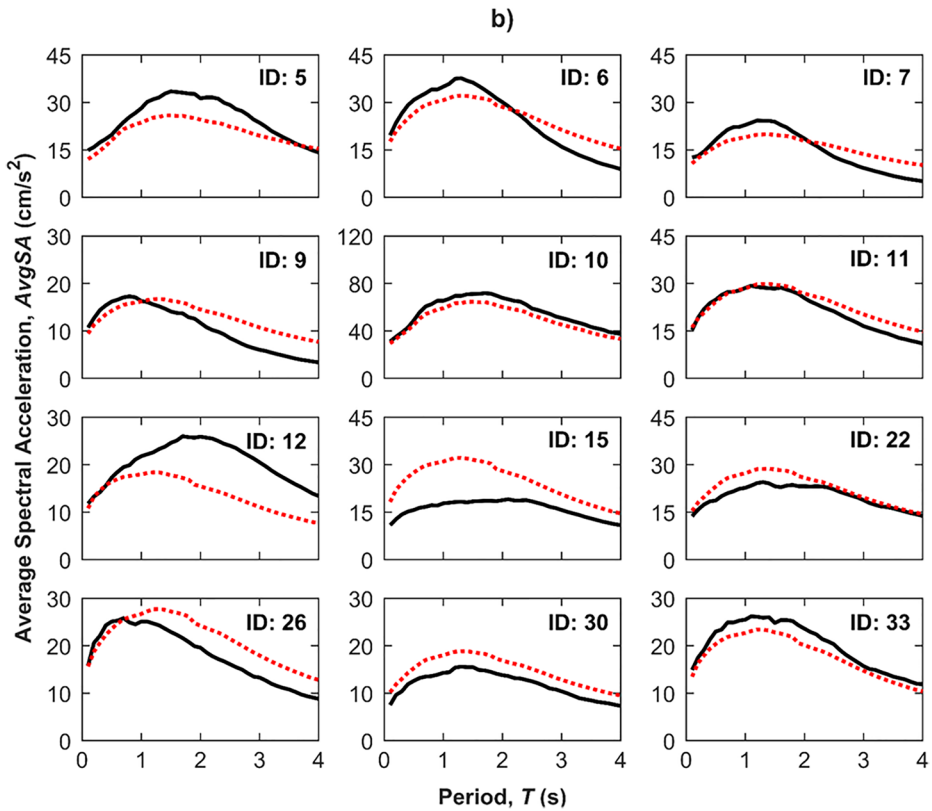 b)
Average Spectral Acceleration, AvgSA (cm/s²)
45 45 45
ID: 5 ID: 6 ID: 7
30 30 30
15 15 15
0 0 0
30 120 45
ID: 9 ID: 10 ID: 11
20 80 30
10 40 15
0 0 0
30 45 45
ID: 12 ID: 15 ID: 22
20 30 30
10 15 15
0 0 0
30 30 30
ID: 26 ID: 30 ID: 33
20 20 20
10 10 10
0 0 0
0 1 2 3 4 0 1 2 3 4 0 1 2 3 4
Period, T (s)